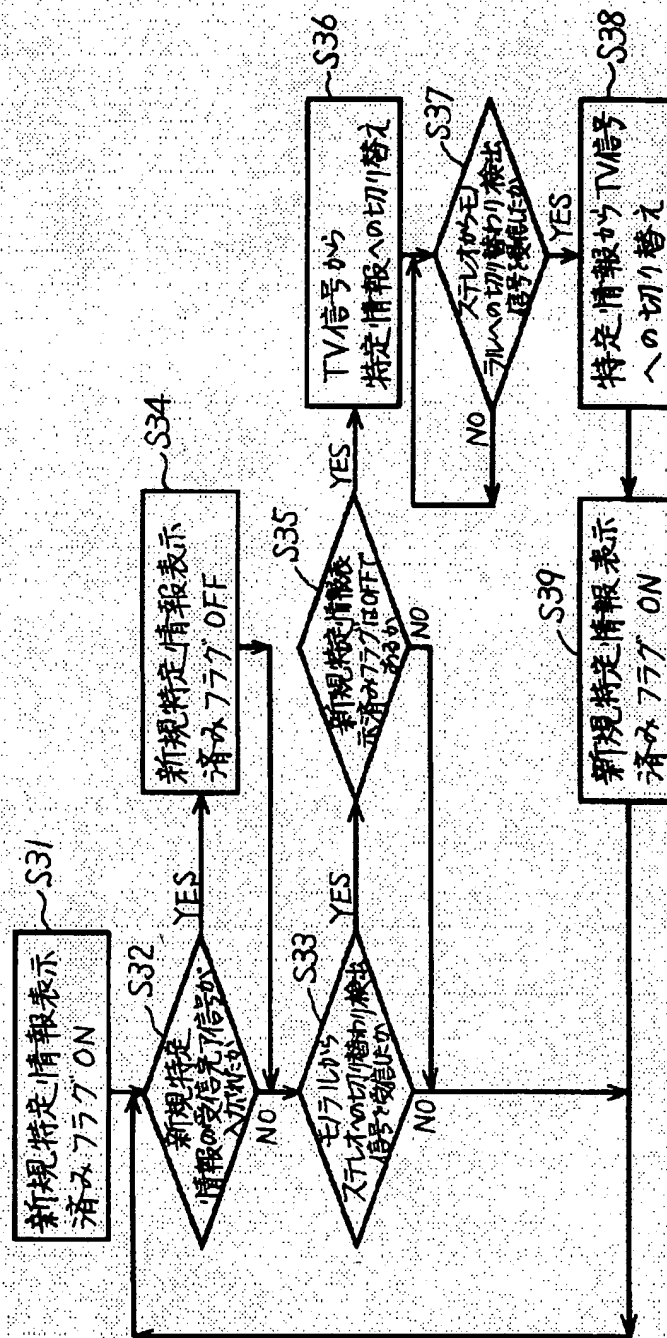 S31
新規特定情報表示
済みフラグON
S32
新規特定
情報の受信完了信号が
入力されたか
YES
NO
S34
新規特定情報表示
済みフラグOFF
S33
モノラルから
ステレオへの切り替わり検出
信号を受信したか
YES
NO
S35
新規特定情報表
示済みフラグはOFFで
あるか
YES
NO
S36
TV信号から
特定情報への切り替え
S37
ステレオからモノ
ラルへの切り替わり検出
信号を受信したか
NO
YES
S38
特定情報からTV信号
への切り替え
S39
新規特定情報表示
済みフラグ ON